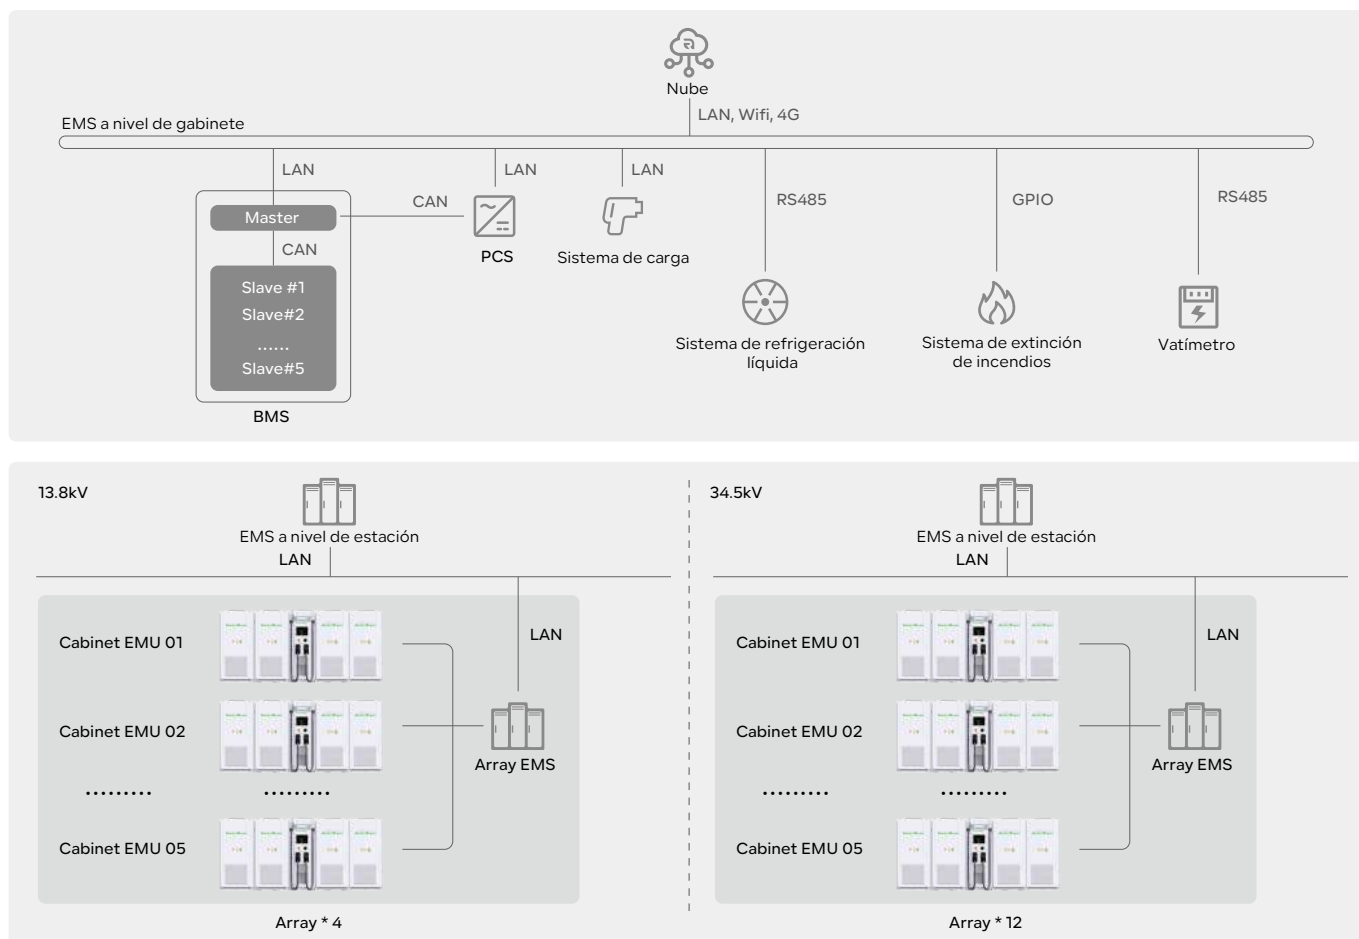 Nube
LAN, Wifi, 4G
EMS a nivel de gabinete
LAN
LAN
LAN
RS485
GPIO
RS485
CAN
Master
CAN
Slave #1
Slave#2
......
Slave#5
BMS
PCS
Sistema de carga
Sistema de refrigeración
líquida
Sistema de extinción
de incendios
Vatímetro
13.8kV
EMS a nivel de estación
LAN
LAN
Cabinet EMU 01
Cabinet EMU 02
Array EMS
......... .........
Cabinet EMU 05
Array * 4
34.5kV
EMS a nivel de estación
LAN
LAN
Cabinet EMU 01
Cabinet EMU 02
Array EMS
......... .........
Cabinet EMU 05
Array * 12